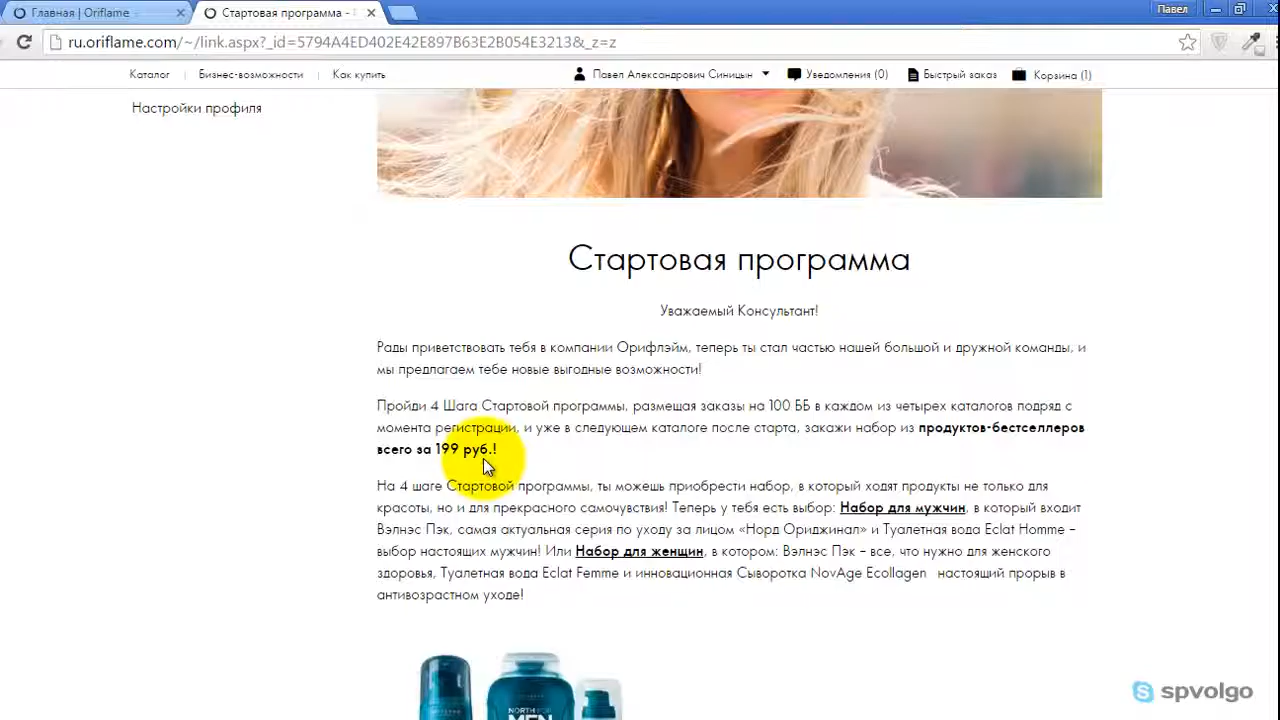 Главная | Oriflame
Стартовая программа -
Павел
ru.oriflame.com/~/link.aspx?_id=5794A4ED402E42E897B63E2B054E3213&_z=z
Каталог
Бизнес-возможности
Как купить
Павел Александрович Синицын
Уведомления (0)
Быстрый заказ
Корзина (1)
Настройки профиля
Стартовая программа
Уважаемый Консультант!
Рады приветствовать тебя в компании Орифлэйм, теперь ты стал частью нашей большой и дружной команды, и
мы предлагаем тебе новые выгодные возможности!
Пройди 4 Шага Стартовой программы, размещая заказы на 100 ББ в каждом из четырех каталогов подряд с
момента регистрации, и уже в следующем каталоге после старта, закажи набор из продуктов-бестселлеров
всего за 199 руб.!
На 4 шаге Стартовой программы, ты можешь приобрести набор, в который ходят продукты не только для
красоты, но и для прекрасного самочувствия! Теперь у тебя есть выбор: Набор для мужчин, в который входит
Вэлнэс Пэк, самая актуальная серия по уходу за лицом «Норд Ориджинал» и Туалетная вода Eclat Homme –
выбор настоящих мужчин! Или Набор для женщин, в котором: Вэлнэс Пэк – все, что нужно для женского
здоровья, Туалетная вода Eclat Femme и инновационная Сыворотка NovAge Ecollagen настоящий прорыв в
антивозрастном уходе!
NORTH FOR
MEN
spvolgo